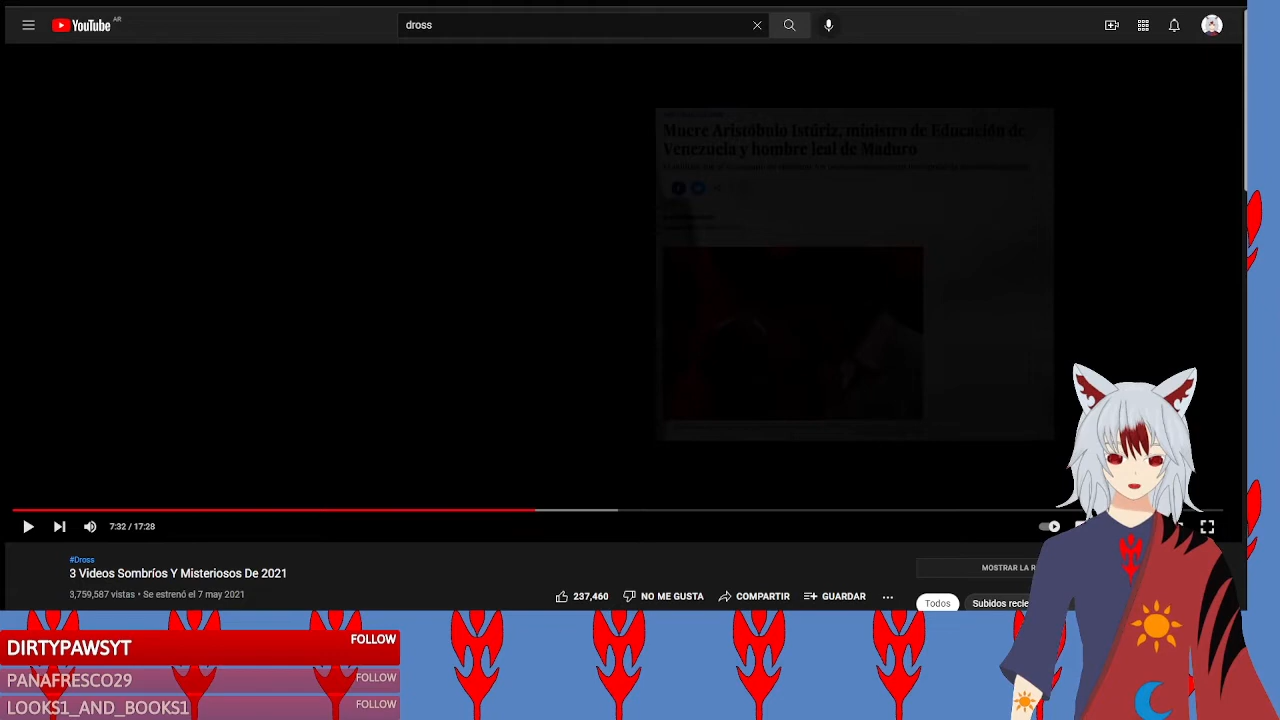 YouTube AR
dross
Muere Aristóbulo Istúriz, ministro de Educación de
Venezuela y hombre leal de Maduro
7:32 / 17:28
#Dross
3 Videos Sombríos Y Misteriosos De 2021
3,759,587 vistas • Se estrenó el 7 may 2021
237,460 NO ME GUSTA COMPARTIR GUARDAR
MOSTRAR LA R
Todos Subidos recie
DIRTYPAWSYT FOLLOW
PANAFRESCO29 FOLLOW
LOOKS1_AND_BOOKS1 FOLLOW